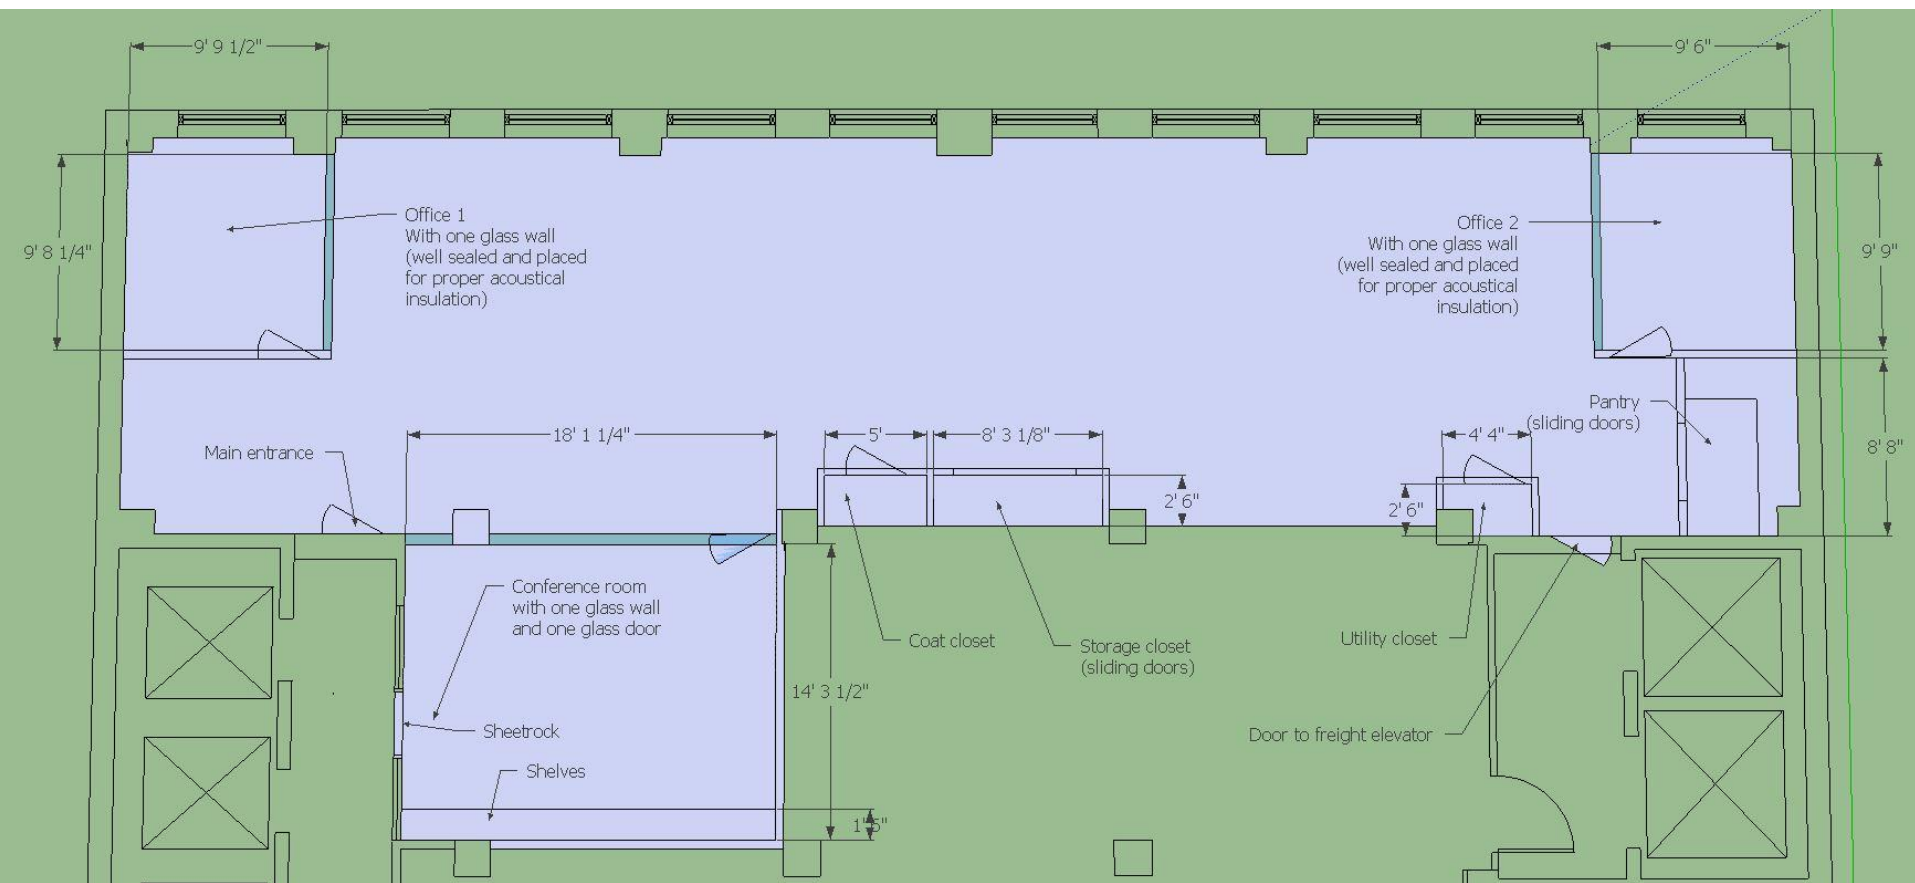 9' 9 1/2"
9' 6"
Office 1
With one glass wall
(well sealed and placed
for proper acoustical
insulation)
Office 2
With one glass wall
(well sealed and placed
for proper acoustical
insulation)
9' 8 1/4"
9' 9"
Main entrance
18' 1 1/4"
5'
8' 3 1/8"
4' 4"
Pantry
(sliding doors)
8' 8"
2' 6"
2' 6"
Conference room
with one glass wall
and one glass door
Coat closet
Storage closet
(sliding doors)
Utility closet
14' 3 1/2"
Sheetrock
Door to freight elevator
Shelves